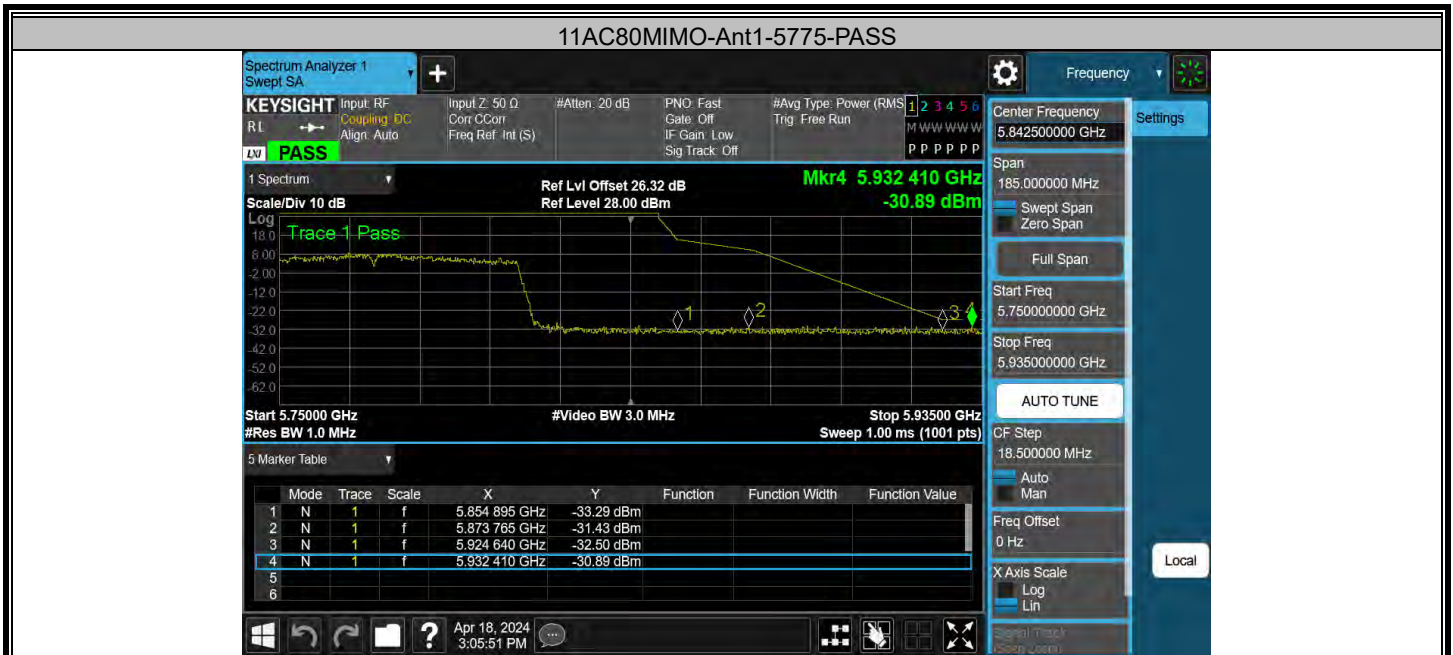 11AC80MIMO-Ant1-5775-PASS
Spectrum Analyzer 1
Swept SA
Frequency
KEYSIGHT
RL
LXI
PASS
Input: RF
Coupling: DC
Align: Auto
Input Z: 50 Ω
Corr CCorr
Freq Ref: Int (S)
#Atten: 20 dB
PNO: Fast
Gate: Off
IF Gain: Low
Sig Track: Off
#Avg Type: Power (RMS
Trig: Free Run
1 2 3 4 5 6
M W W W W W
P P P P P P
1 Spectrum
Scale/Div 10 dB
Ref Lvl Offset 26.32 dB
Ref Level 28.00 dBm
Mkr4 5.932 410 GHz
-30.89 dBm
Log
Trace 1 Pass
18.0
8.00
-2.00
-12.0
-22.0
-32.0
-42.0
-52.0
-62.0
1
2
3
4
Start 5.75000 GHz
#Res BW 1.0 MHz
#Video BW 3.0 MHz
Stop 5.93500 GHz
Sweep 1.00 ms (1001 pts)
5 Marker Table
Mode Trace Scale X Y Function Function Width Function Value
1 N 1 f 5.854 895 GHz -33.29 dBm
2 N 1 f 5.873 765 GHz -31.43 dBm
3 N 1 f 5.924 640 GHz -32.50 dBm
4 N 1 f 5.932 410 GHz -30.89 dBm
5
6
Center Frequency
5.842500000 GHz
Settings
Span
185.000000 MHz
Swept Span
Zero Span
Full Span
Start Freq
5.750000000 GHz
Stop Freq
5.935000000 GHz
AUTO TUNE
CF Step
18.500000 MHz
Auto
Man
Freq Offset
0 Hz
X Axis Scale
Log
Lin
Signal Track
(Span Zoom)
Local
?
Apr 18, 2024
3:05:51 PM